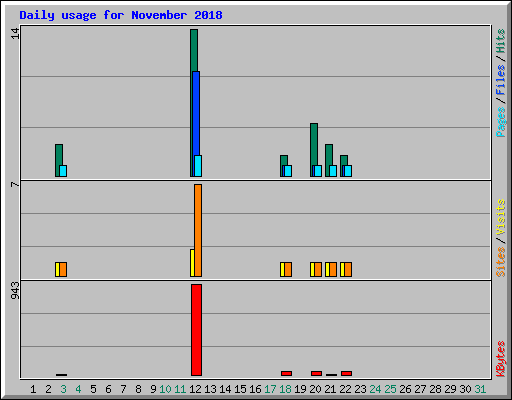 Daily usage for November 2018
14
Pages / Files / Hits
7
Sites / Visits
943
KBytes
1 2 3 4 5 6 7 8 9 10 11 12 13 14 15 16 17 18 19 20 21 22 23 24 25 26 27 28 29 30 31